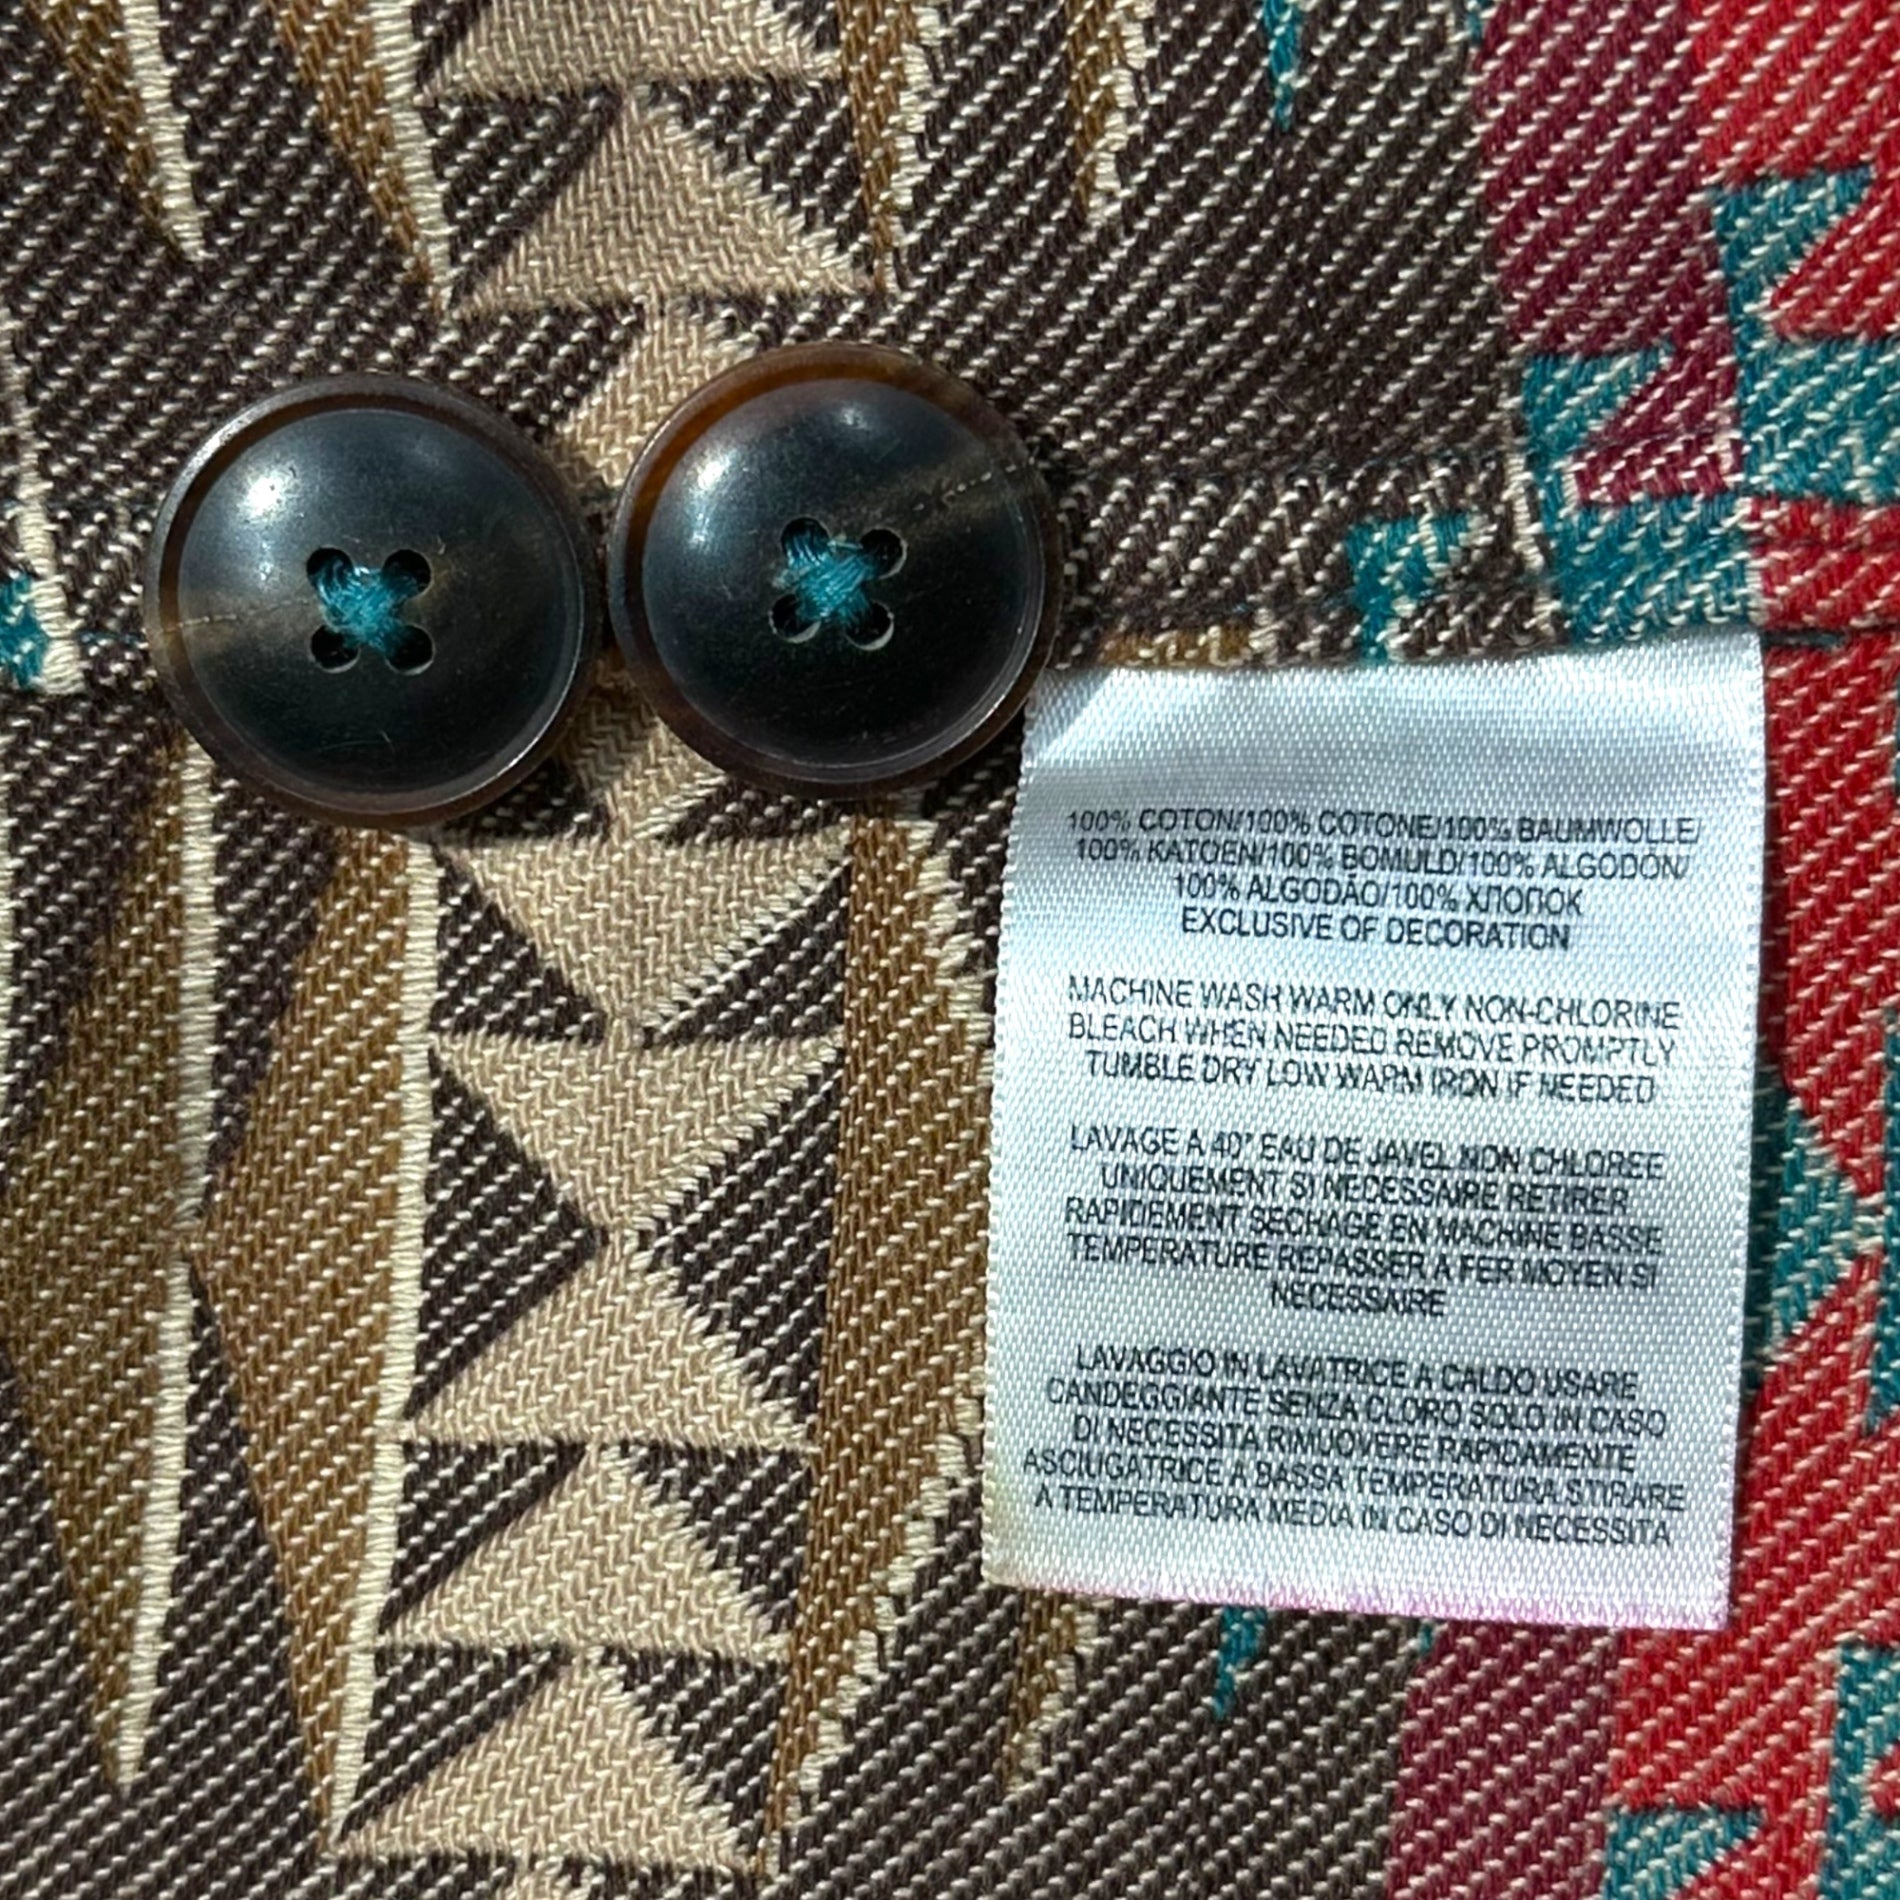 100% COTON/100% COTONE/100% BAUMWOLLE/
100% KATOEN/100% BOMULD/100% ALGODÓN/
100% ALGODÃO/100% ХЛОПОК
EXCLUSIVE OF DECORATION
MACHINE WASH WARM ONLY NON-CHLORINE
BLEACH WHEN NEEDED REMOVE PROMPTLY
TUMBLE DRY LOW WARM IRON IF NEEDED
LAVAGE A 40° EAU DE JAVEL NON CHLOREE
UNIQUEMENT SI NECESSAIRE RETIRER
RAPIDEMENT SECHAGE EN MACHINE BASSE
TEMPERATURE REPASSER A FER MOYEN SI
NECESSAIRE
LAVAGGIO IN LAVATRICE A CALDO USARE
CANDEGGIANTE SENZA CLORO SOLO IN CASO
DI NECESSITA RIMUOVERE RAPIDAMENTE
ASCIUGATRICE A BASSA TEMPERATURA STIRARE
A TEMPERATURA MEDIA IN CASO DI NECESSITA